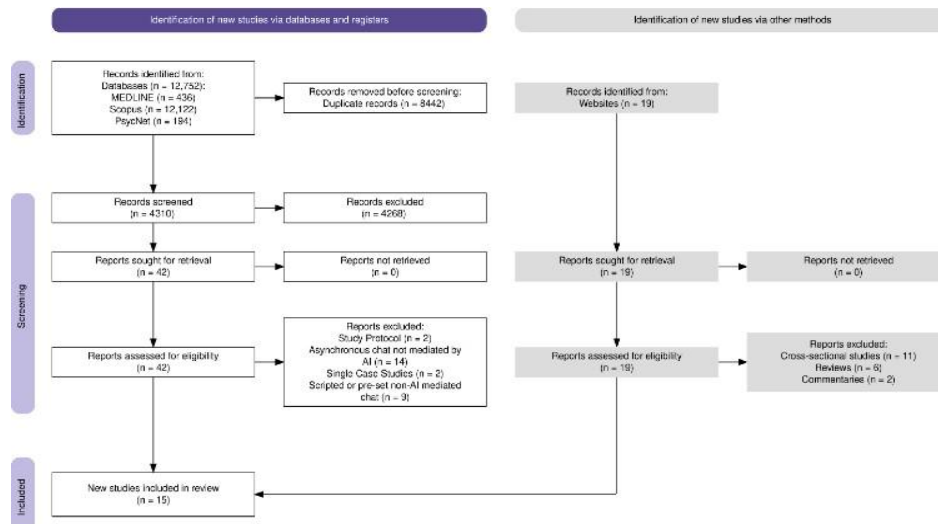 Identification of new studies via databases and registers
Identification of new studies via other methods
Identification
Records identified from:
Databases (n = 12,752):
MEDLINE (n = 436)
Scopus (n = 12,122)
PsycNet (n = 194)
Records removed before screening:
Duplicate records (n = 8442)
Records identified from:
Websites (n = 19)
Screening
Records screened
(n = 4310)
Records excluded
(n = 4268)
Reports sought for retrieval
(n = 42)
Reports not retrieved
(n = 0)
Reports sought for retrieval
(n = 19)
Reports not retrieved
(n = 0)
Reports assessed for eligibility
(n = 42)
Reports excluded:
Study Protocol (n = 2)
Asynchronous chat not mediated by
AI (n = 14)
Single Case Studies (n = 2)
Scripted or pre-set non-AI mediated
chat (n = 9)
Reports assessed for eligibility
(n = 19)
Reports excluded:
Cross-sectional studies (n = 11)
Reviews (n = 6)
Commentaries (n = 2)
Included
New studies included in review
(n = 15)